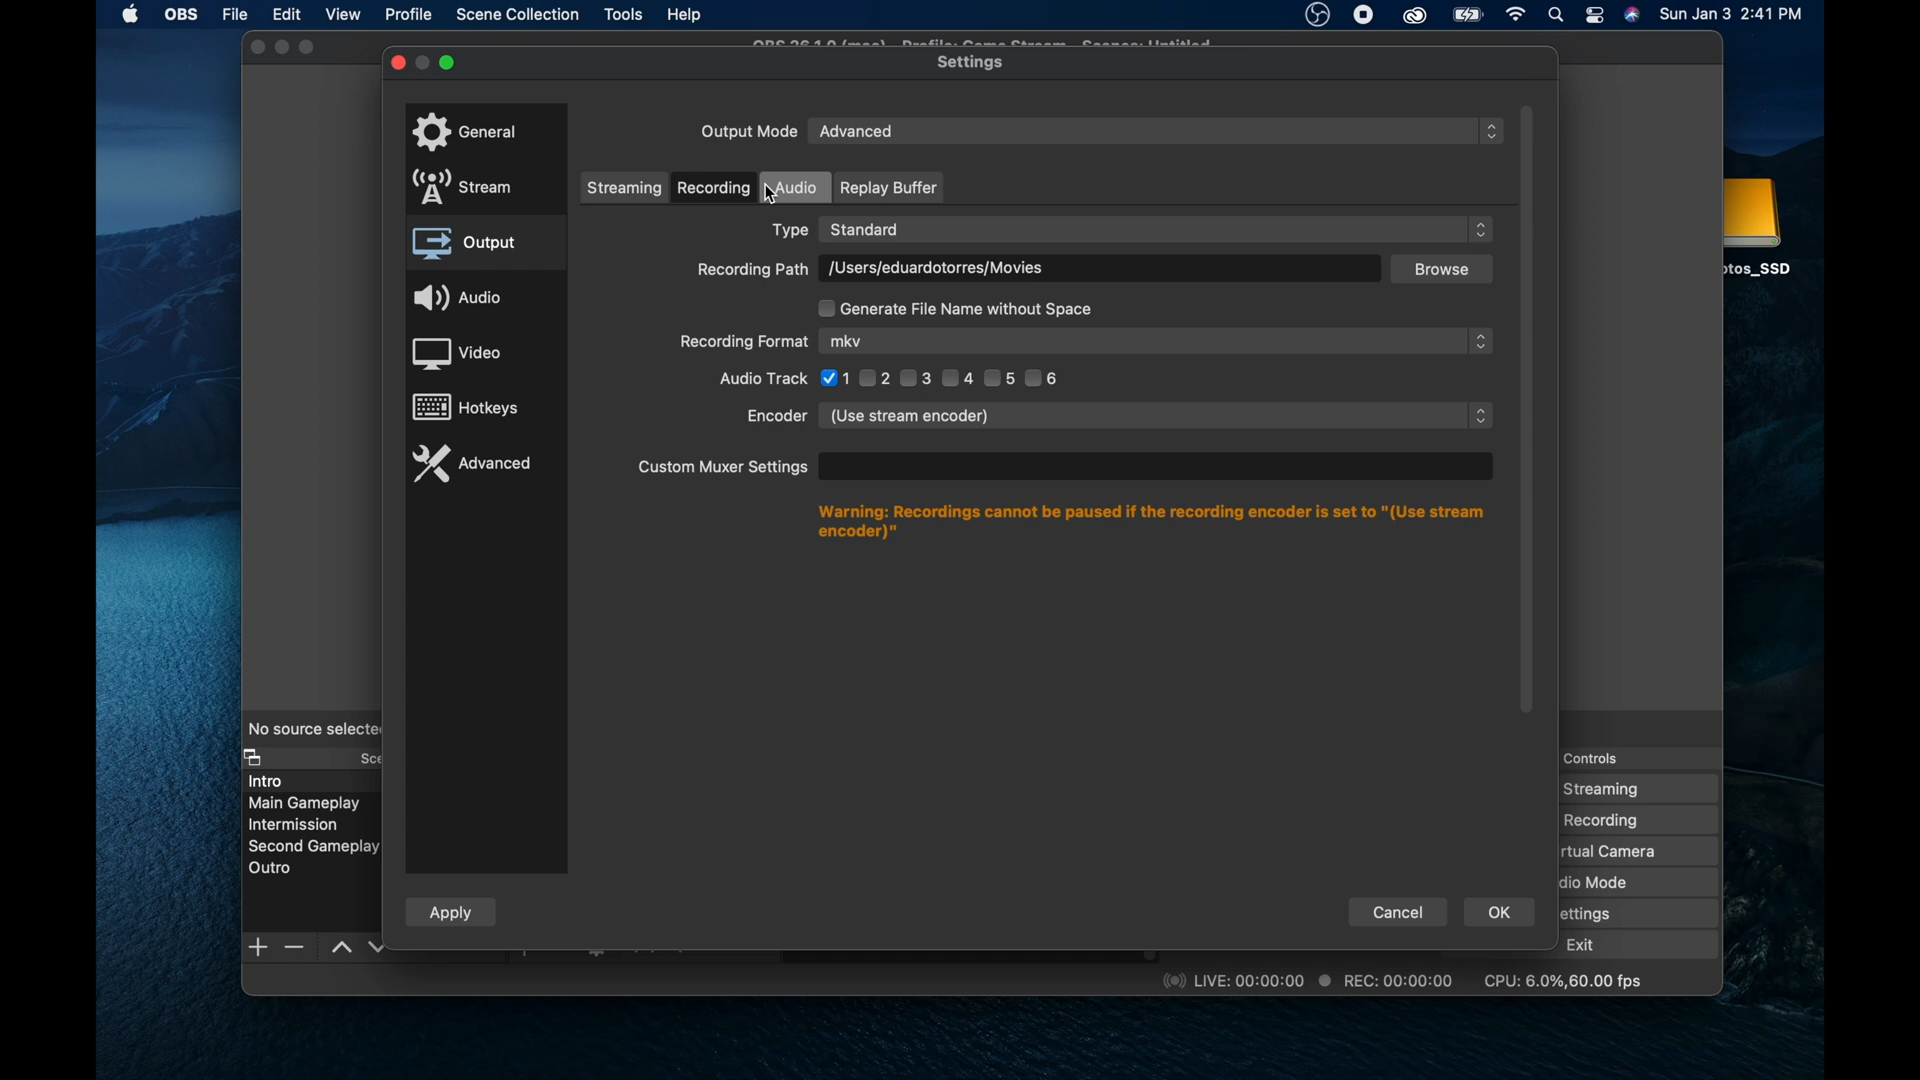 OBS File Edit View Profile Scene Collection Tools Help Sun Jan 3 2:41 PM
Settings
General
Stream
Output
Audio
Video
Hotkeys
Advanced
Output Mode Advanced
Streaming Recording Audio Replay Buffer
Type Standard
Recording Path /Users/eduardotorres/Movies Browse
Generate File Name without Space
Recording Format mkv
Audio Track 1 2 3 4 5 6
Encoder (Use stream encoder)
Custom Muxer Settings
Warning: Recordings cannot be paused if the recording encoder is set to "(Use stream
encoder)"
Apply Cancel OK
tos_SSD
No source selecte
Sce
Intro
Main Gameplay
Intermission
Second Gameplay
Outro
Controls
Streaming
Recording
rtual Camera
dio Mode
ettings
Exit
LIVE: 00:00:00 REC: 00:00:00 CPU: 6.0%,60.00 fps